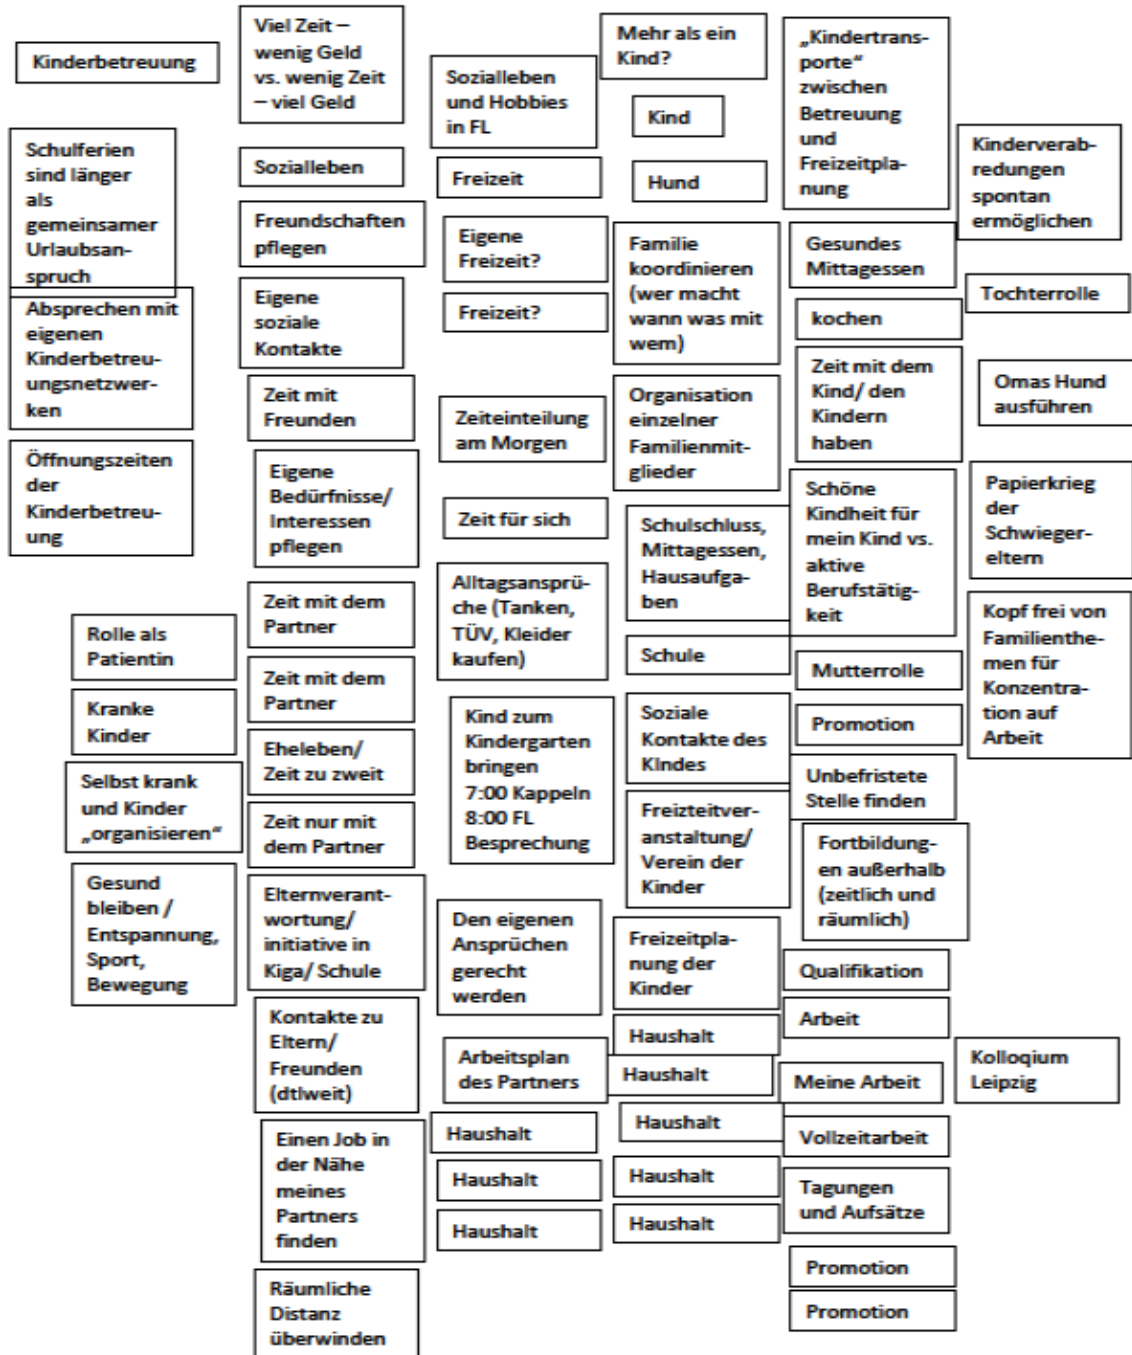 Kinderbetreuung
Schulferien
sind länger
als
gemeinsamer
Urlaubsan-
spruch
Absprechen mit
eigenen
Kinderbetreu-
ungsnetzwer-
ken
Öffnungszeiten
der
Kinderbetreu-
ung
Rolle als
Patientin
Kranke
Kinder
Selbst krank
und Kinder
„organisieren“
Gesund
bleiben /
Entspannung,
Sport,
Bewegung
Viel Zeit –
wenig Geld
vs. wenig Zeit
– viel Geld
Sozialleben
Freundschaften
pflegen
Eigene
soziale
Kontakte
Zeit mit
Freunden
Eigene
Bedürfnisse/
Interessen
pflegen
Zeit mit dem
Partner
Zeit mit dem
Partner
Eheleben/
Zeit zu zweit
Zeit nur mit
dem Partner
Elternverant-
wortung/
initiative in
Kiga/ Schule
Kontakte zu
Eltern/
Freunden
(dtlweit)
Einen Job in
der Nähe
meines
Partners
finden
Räumliche
Distanz
überwinden
Sozialleben
und Hobbies
in FL
Freizeit
Eigene
Freizeit?
Freizeit?
Zeiteinteilung
am Morgen
Zeit für sich
Alltagsansprü-
che (Tanken,
TÜV, Kleider
kaufen)
Kind zum
Kindergarten
bringen
7:00 Kappeln
8:00 FL
Besprechung
Den eigenen
Ansprüchen
gerecht
werden
Arbeitsplan
des Partners
Haushalt
Haushalt
Haushalt
Mehr als ein
Kind?
Kind
Hund
Familie
koordinieren
(wer macht
wann was mit
wem)
Organisation
einzelner
Familienmit-
glieder
Schulschluss,
Mittagessen,
Hausaufga-
ben
Schule
Soziale
Kontakte des
KIndes
Freizteitver-
anstaltung/
Verein der
Kinder
Freizeitpla-
nung der
Kinder
Haushalt
Haushalt
Haushalt
Haushalt
Haushalt
„Kindertrans-
porte“
zwischen
Betreuung
und
Freizeitpla-
nung
Gesundes
Mittagessen
kochen
Zeit mit dem
Kind/ den
Kindern
haben
Schöne
Kindheit für
mein Kind vs.
aktive
Berufstätig-
keit
Mutterrolle
Promotion
Unbefristete
Stelle finden
Fortbildung-
en außerhalb
(zeitlich und
räumlich)
Qualifikation
Arbeit
Meine Arbeit
Vollzeitarbeit
Tagungen
und Aufsätze
Promotion
Promotion
Kinderverab-
redungen
spontan
ermöglichen
Tochterrolle
Omas Hund
ausführen
Papierkrieg
der
Schwieger-
eltern
Kopf frei von
Familienthe-
men für
Konzentra-
tion auf
Arbeit
Kolloqium
Leipzig